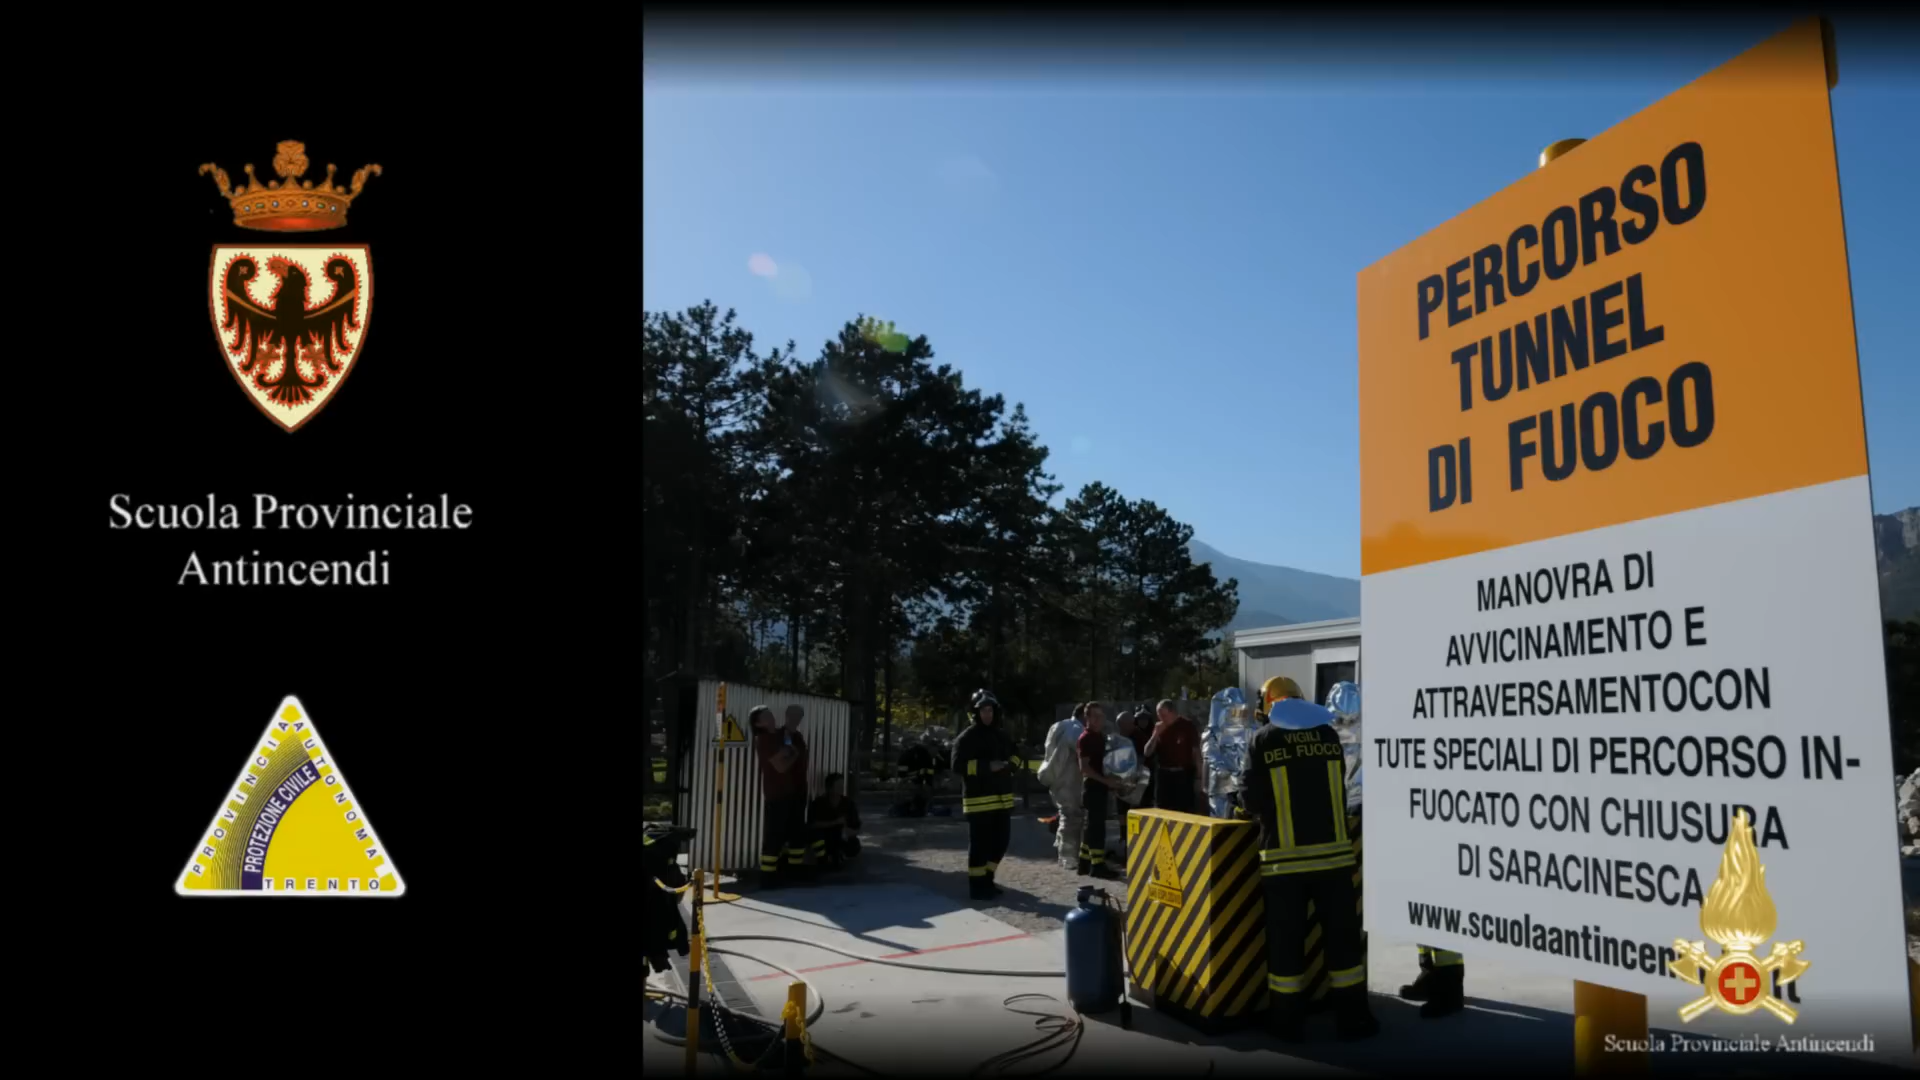 Scuola Provinciale
Antincendi
PROVINCIA AUTONOMA
PROTEZIONE CIVILE
TRENTO
PERCORSO
TUNNEL
DI FUOCO
MANOVRA DI
AVVICINAMENTO E
ATTRAVERSAMENTOCON
TUTE SPECIALI DI PERCORSO IN-
FUOCATO CON CHIUSURA
DI SARACINESCA
VIGILI
DEL FUOCO
Scuola Provinciale Antincendi